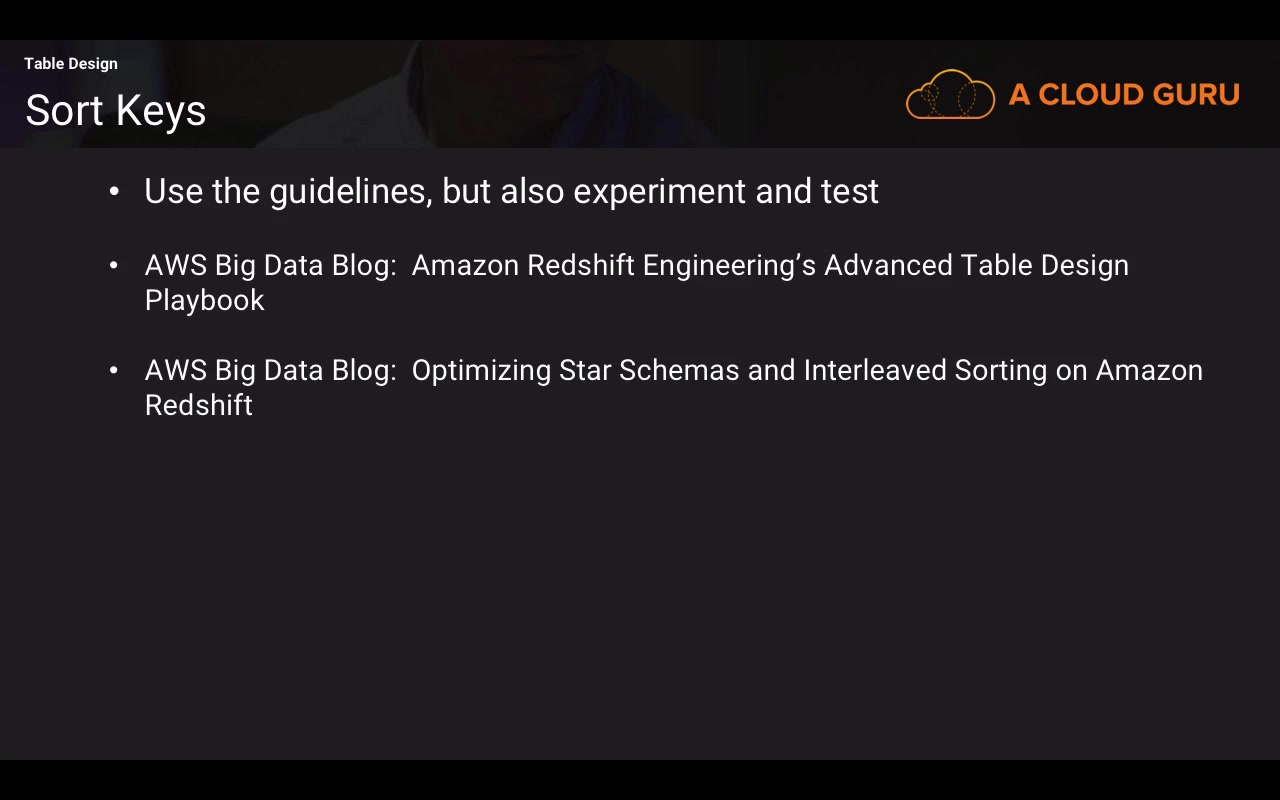 Table Design
Sort Keys
A CLOUD GURU
• Use the guidelines, but also experiment and test
• AWS Big Data Blog:  Amazon Redshift Engineering’s Advanced Table Design
Playbook
• AWS Big Data Blog:  Optimizing Star Schemas and Interleaved Sorting on Amazon
Redshift